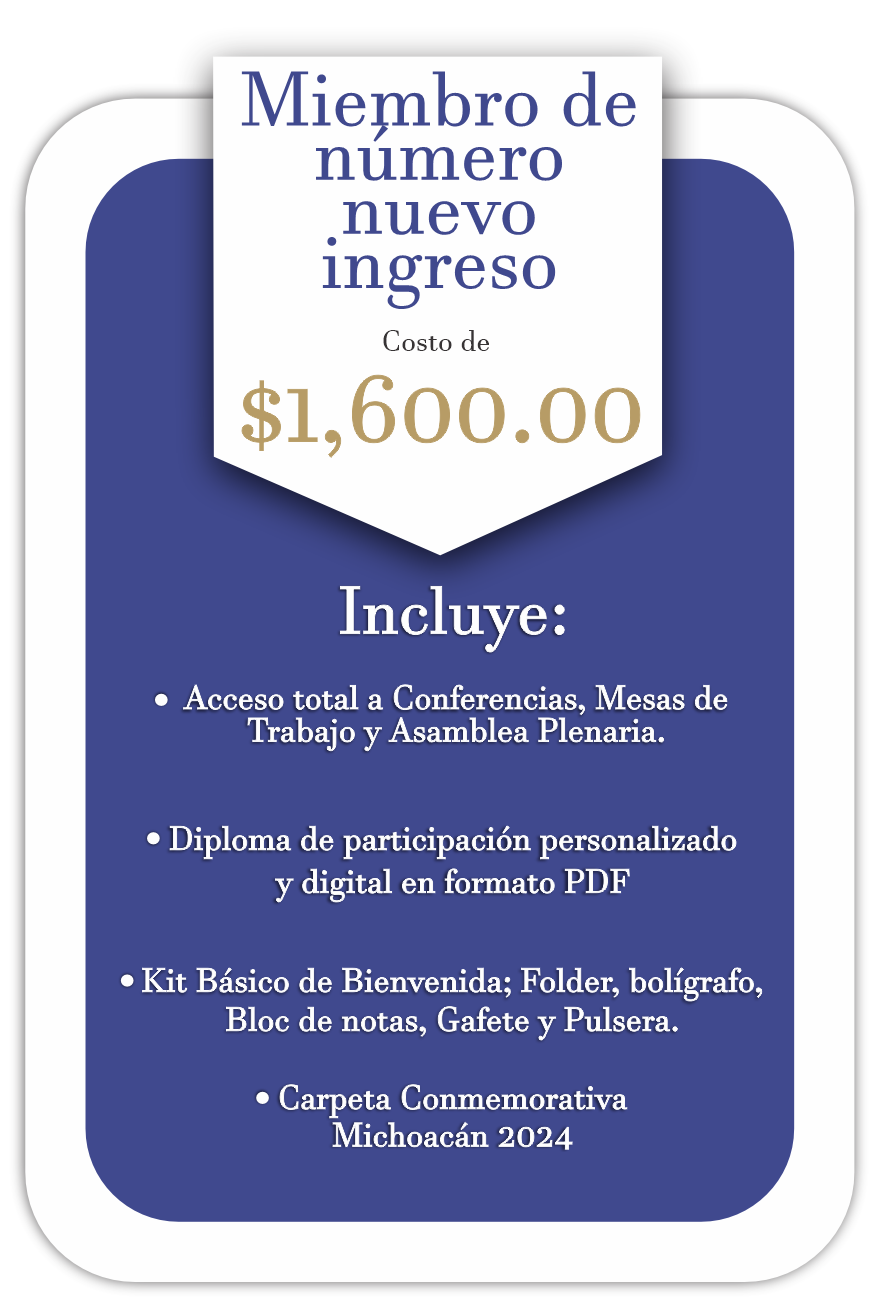 Miembro de
número
nuevo
ingreso
Costo de
$1,600.00
Incluye:
• Acceso total a Conferencias, Mesas de
Trabajo y Asamblea Plenaria.
• Diploma de participación personalizado
y digital en formato PDF
• Kit Básico de Bienvenida; Folder, bolígrafo,
Bloc de notas, Gafete y Pulsera.
• Carpeta Conmemorativa
Michoacán 2024